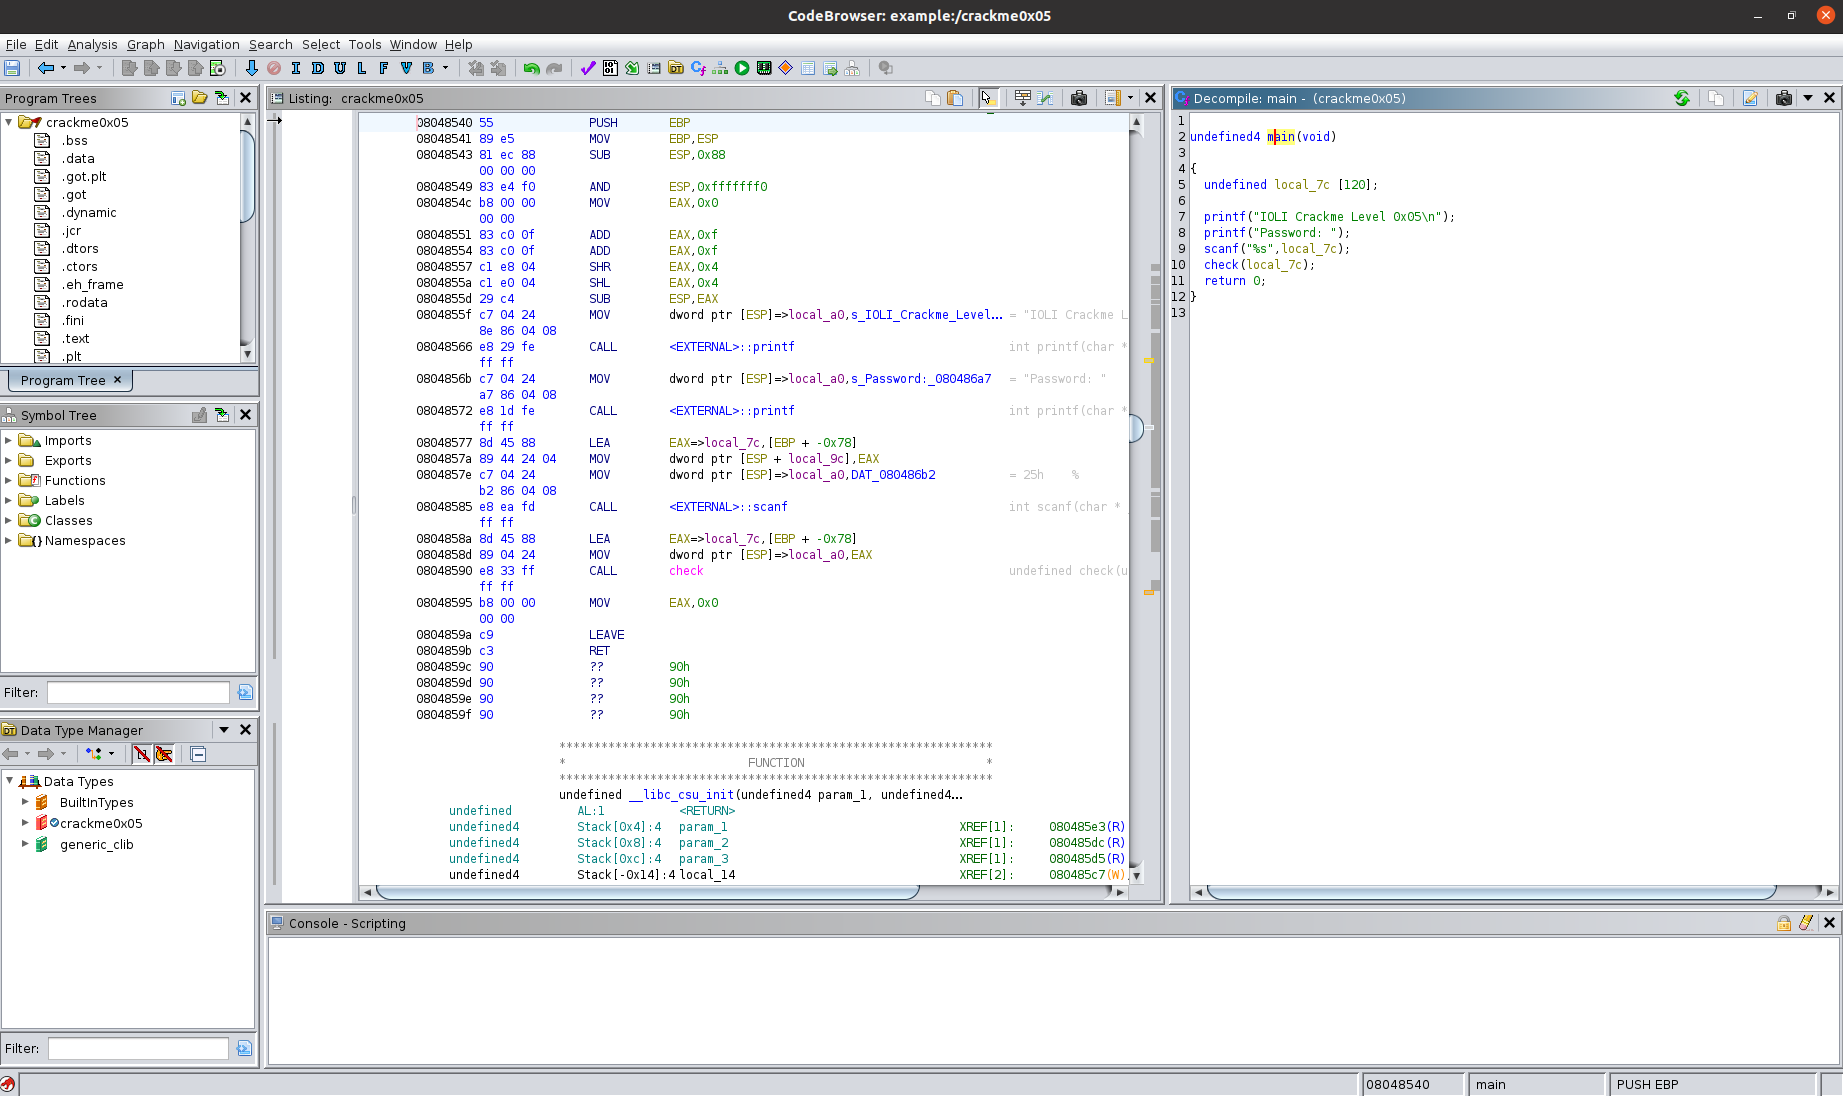 CodeBrowser: example:/crackme0x05
File Edit Analysis Graph Navigation Search Select Tools Window Help
I D U L F V B
Program Trees
crackme0x05
.bss
.data
.got.plt
.got
.dynamic
.jcr
.dtors
.ctors
.eh_frame
.rodata
.fini
.text
.plt
Program Tree
Symbol Tree
Imports
Exports
Functions
Labels
Classes
Namespaces
Filter:
Data Type Manager
Data Types
BuiltInTypes
crackme0x05
generic_clib
Filter:
Listing: crackme0x05
08048540 55 PUSH EBP
08048541 89 e5 MOV EBP,ESP
08048543 81 ec 88 SUB ESP,0x88
00 00 00
08048549 83 e4 f0 AND ESP,0xfffffff0
0804854c b8 00 00 MOV EAX,0x0
00 00
08048551 83 c0 0f ADD EAX,0xf
08048554 83 c0 0f ADD EAX,0xf
08048557 c1 e8 04 SHR EAX,0x4
0804855a c1 e0 04 SHL EAX,0x4
0804855d 29 c4 SUB ESP,EAX
0804855f c7 04 24 MOV dword ptr [ESP]=>local_a0,s_IOLI_Crackme_Level... = "IOLI Crackme L
8e 86 04 08
08048566 e8 29 fe CALL <EXTERNAL>::printf int printf(char *
ff ff
0804856b c7 04 24 MOV dword ptr [ESP]=>local_a0,s_Password:_080486a7 = "Password: "
a7 86 04 08
08048572 e8 1d fe CALL <EXTERNAL>::printf int printf(char *
ff ff
08048577 8d 45 88 LEA EAX=>local_7c,[EBP + -0x78]
0804857a 89 44 24 04 MOV dword ptr [ESP + local_9c],EAX
0804857e c7 04 24 MOV dword ptr [ESP]=>local_a0,DAT_080486b2 = 25h %
b2 86 04 08
08048585 e8 ea fd CALL <EXTERNAL>::scanf int scanf(char *
ff ff
0804858a 8d 45 88 LEA EAX=>local_7c,[EBP + -0x78]
0804858d 89 04 24 MOV dword ptr [ESP]=>local_a0,EAX
08048590 e8 33 ff CALL check undefined check(u
ff ff
08048595 b8 00 00 MOV EAX,0x0
00 00
0804859a c9 LEAVE
0804859b c3 RET
0804859c 90 ?? 90h
0804859d 90 ?? 90h
0804859e 90 ?? 90h
0804859f 90 ?? 90h
**************************************************************
* FUNCTION *
**************************************************************
undefined __libc_csu_init(undefined4 param_1, undefined4...
undefined AL:1 <RETURN>
undefined4 Stack[0x4]:4 param_1 XREF[1]: 080485e3(R)
undefined4 Stack[0x8]:4 param_2 XREF[1]: 080485dc(R)
undefined4 Stack[0xc]:4 param_3 XREF[1]: 080485d5(R)
undefined4 Stack[-0x14]:4 local_14 XREF[2]: 080485c7(W)
Decompile: main - (crackme0x05)
1
2 undefined4 main(void)
3
4 {
5 undefined local_7c [120];
6
7 printf("IOLI Crackme Level 0x05\n");
8 printf("Password: ");
9 scanf("%s",local_7c);
10 check(local_7c);
11 return 0;
12 }
13
Console - Scripting
08048540 main PUSH EBP